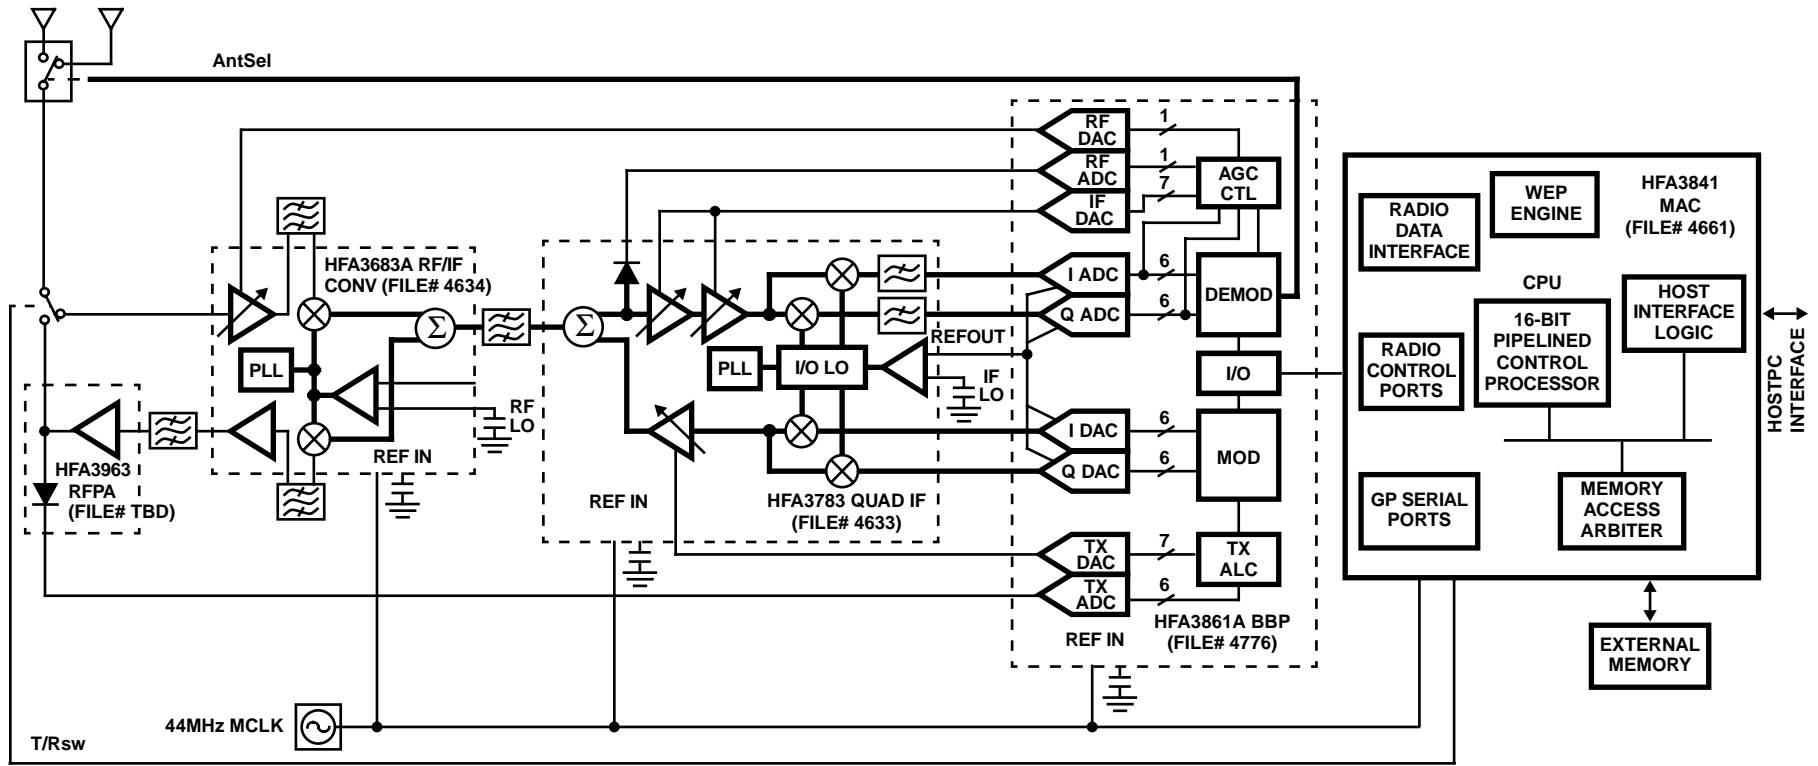 AntSel
RF
DAC
1
RF
ADC
1
IF
DAC
7
AGC
CTL
HFA3683A RF/IF
CONV (FILE# 4634)
Σ
PLL
RF
LO
REF IN
HFA3963
RFPA
(FILE# TBD)
Σ
PLL
I/O LO
REFOUT
IF
LO
REF IN
HFA3783 QUAD IF
(FILE# 4633)
I ADC
6
Q ADC
6
DEMOD
I/O
I DAC
6
Q DAC
6
MOD
TX
DAC
7
TX
ADC
6
TX
ALC
REF IN
HFA3861A BBP
(FILE# 4776)
RADIO
DATA
INTERFACE
WEP
ENGINE
HFA3841
MAC
(FILE# 4661)
CPU
16-BIT
PIPELINED
CONTROL
PROCESSOR
HOST
INTERFACE
LOGIC
RADIO
CONTROL
PORTS
GP SERIAL
PORTS
MEMORY
ACCESS
ARBITER
HOSTPC
INTERFACE
EXTERNAL
MEMORY
44MHz MCLK
T/Rsw